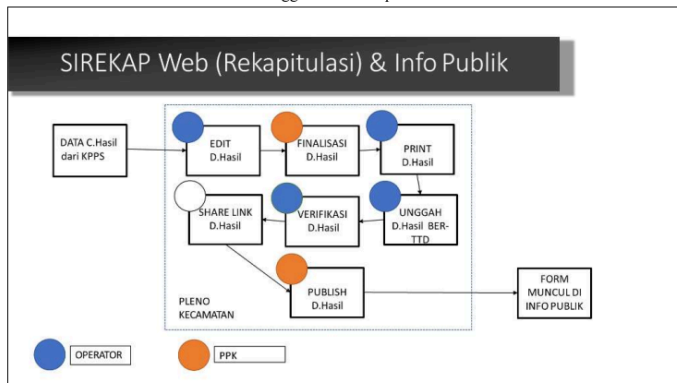 SIREKAP Web (Rekapitulasi) & Info Publik
DATA C.Hasil
dari KPPS
EDIT
D.Hasil
FINALISASI
D.Hasil
PRINT
D.Hasil
SHARE LINK
D.Hasil
VERIFIKASI
D.Hasil
UNGGAH
D.Hasil BER-
TTD
PUBLISH
D.Hasil
FORM
MUNCUL DI
INFO PUBLIK
PLENO
KECAMATAN
OPERATOR
PPK